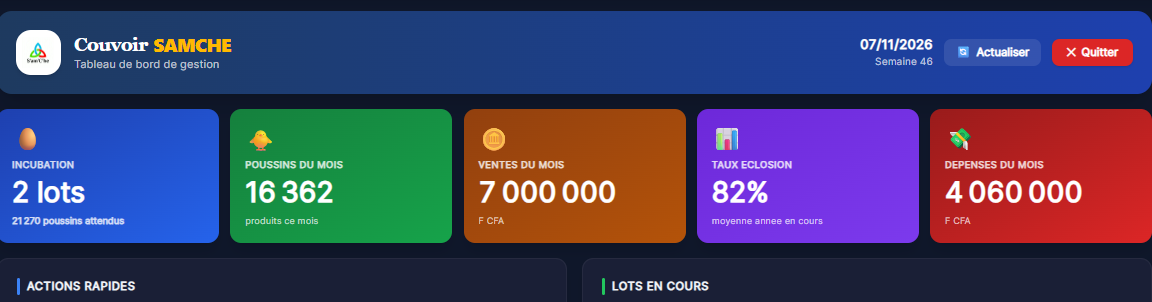 Couvoir SAMCHE
Tableau de bord de gestion
07/11/2026
Semaine 46
Actualiser
Quitter
INCUBATION
2 lots
21 270 poussins attendus
POUSSINS DU MOIS
16 362
produits ce mois
VENTES DU MOIS
7 000 000
F CFA
TAUX ECLOSION
82%
moyenne annee en cours
DEPENSES DU MOIS
4 060 000
F CFA
ACTIONS RAPIDES
LOTS EN COURS